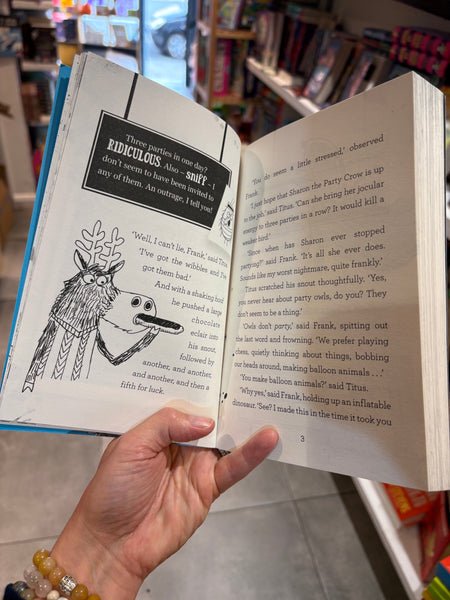 Three parties in one day?
RIDICULOUS. Also – sniff – I
don't seem to have been invited to
any of them. An outrage, I tell you!
'Well, I can't lie, Frank,' said Titus.
'I've got the wibbles and I've
got them bad.'
And with a shaking hoof
he pushed a large
chocolate
eclair into
his snout,
followed by
another, and another,
and another, and then a
fifth for luck.
'You do seem a little stressed,' observed
Frank.
'I just hope that Sharon the Party Crow is up
to the job,' said Titus. 'Can she bring her jocular
energy to three parties in a row? It would kill a
weaker bird.'
'Since when has Sharon ever stopped
partying?' said Frank. 'It's all she ever does.
Sounds like my worst nightmare, quite frankly.'
Titus scratched his snout thoughtfully. 'Yes,
you never hear about party owls, do you? They
don't seem to be a thing.'
'Owls don't party,' said Frank, spitting out
the last word and frowning. 'We prefer playing
chess, quietly thinking about things, bobbing
our heads around, making balloon animals . . .'
'You make balloon animals?' said Titus.
'Why yes,' said Frank, holding up an inflatable
dinosaur. 'See? I made this in the time it took you
3